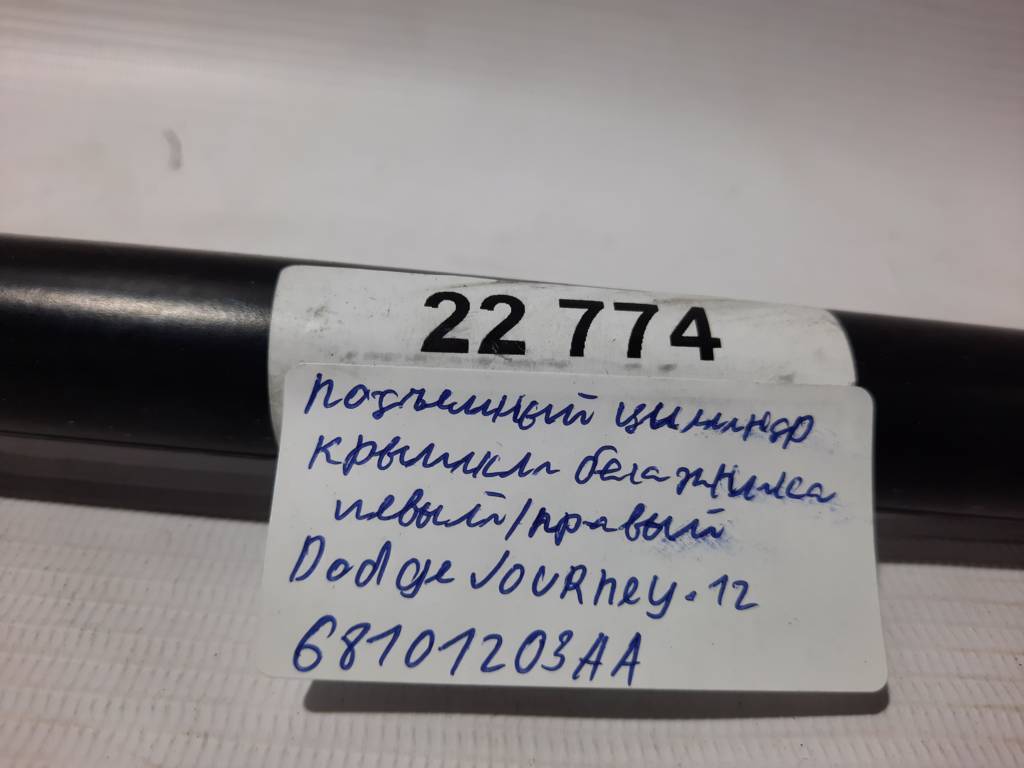 22 774
подъемный цилиндр
крышки багажника
левый/правый
Dodge Journey.12
68101203AA